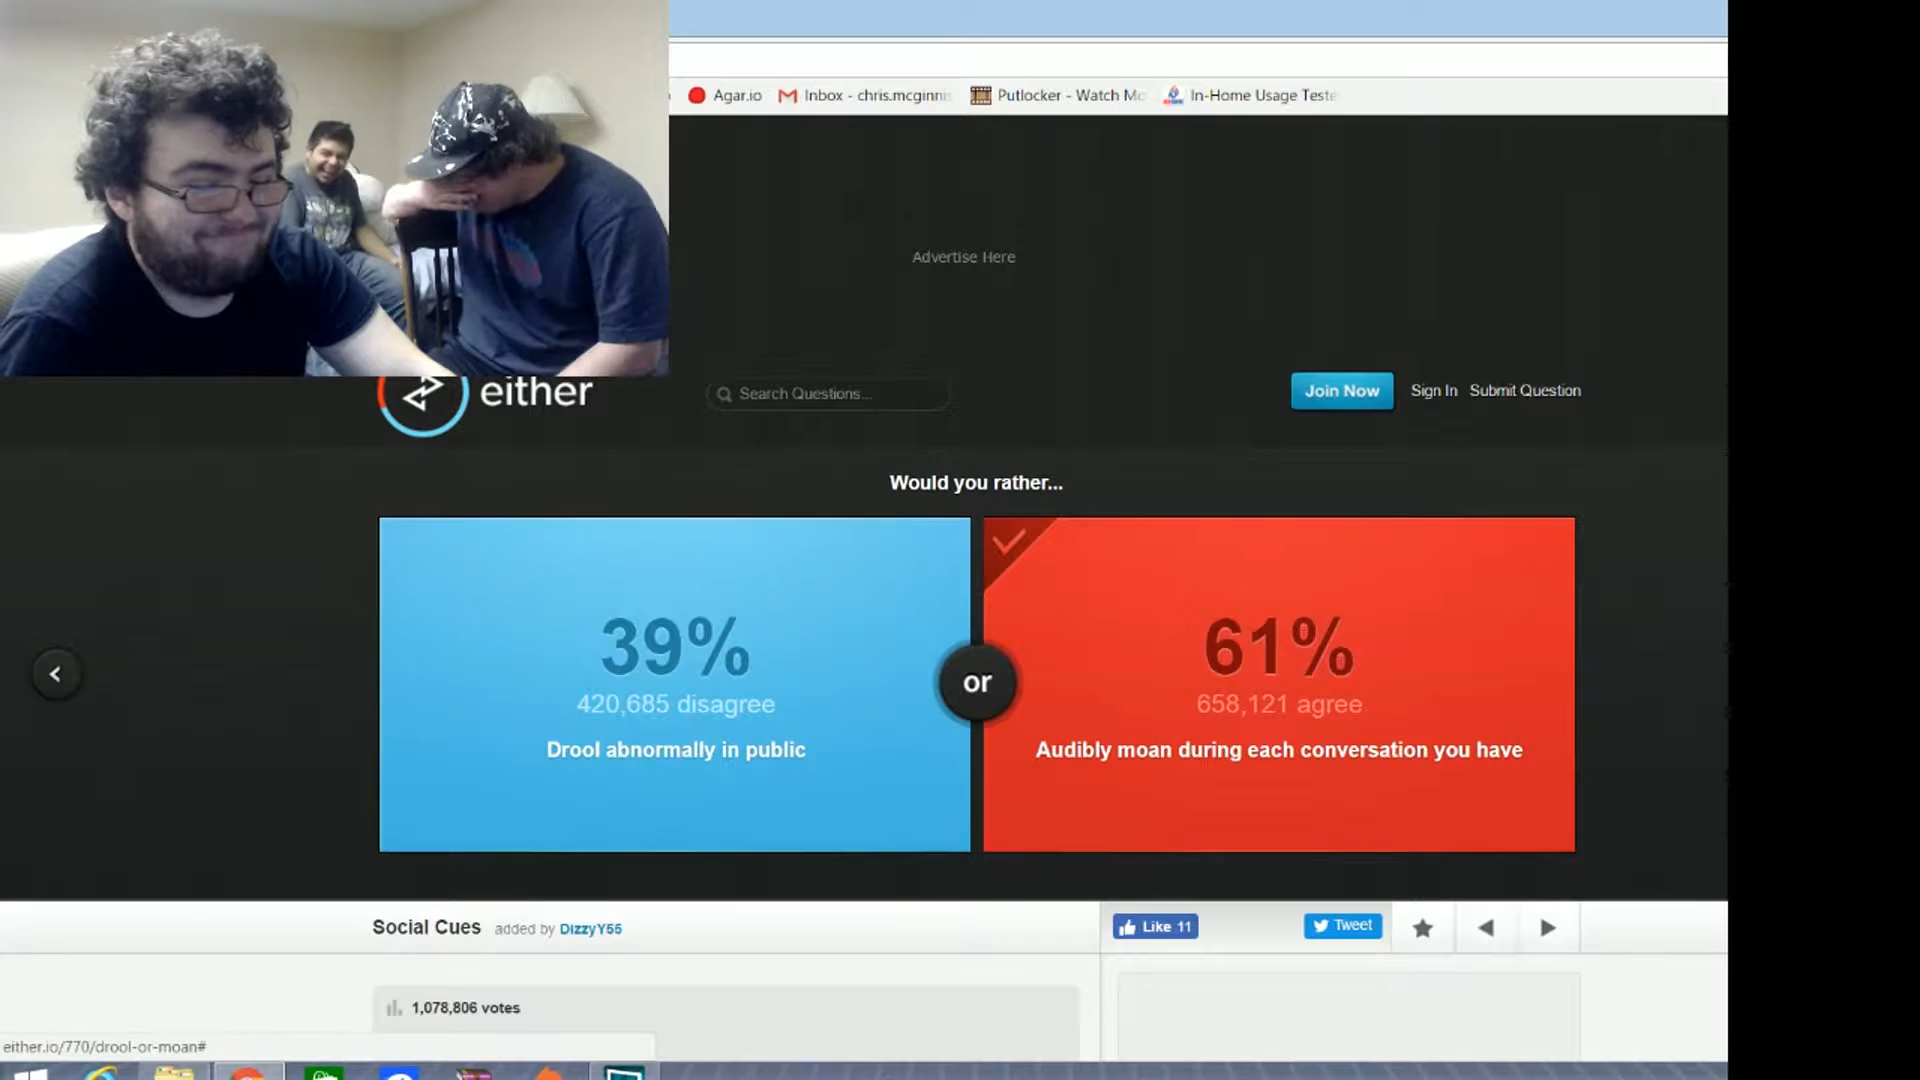 Agar.io
Inbox - chris.mcginnis
Putlocker - Watch Mo
In-Home Usage Teste
Advertise Here
either
Search Questions...
Join Now
Sign In
Submit Question
Would you rather...
39%
420,685 disagree
Drool abnormally in public
or
61%
658,121 agree
Audibly moan during each conversation you have
Social Cues added by DizzyY55
Like 11
Tweet
1,078,806 votes
either.io/770/drool-or-moan#